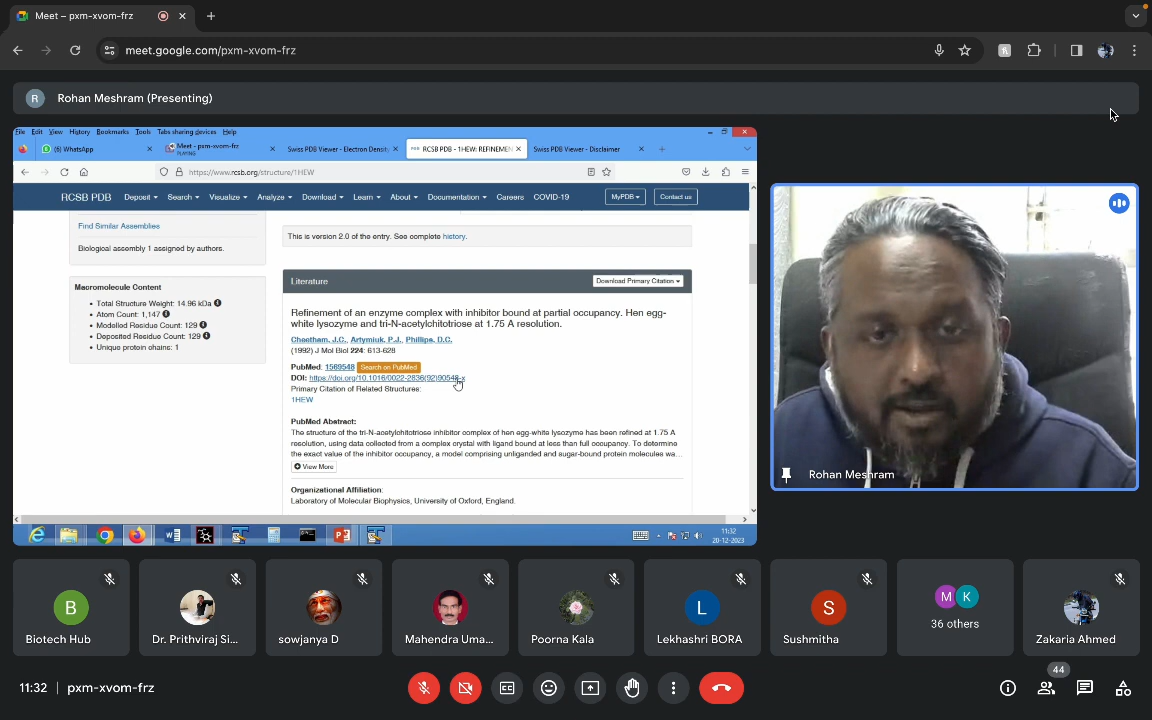 Meet – pxm-xvom-frz
meet.google.com/pxm-xvom-frz
R Rohan Meshram (Presenting)
File Edit View History Bookmarks Tools Tabs sharing devices Help
(6) WhatsApp
Meet - pxm-xvom-frz
PLAYING
Swiss PDB Viewer - Electron Densit
RCSB PDB - 1HEW: REFINEMEN
Swiss PDB Viewer - Disclaimer
https://www.rcsb.org/structure/1HEW
RCSB PDB Deposit Search Visualize Analyze Download Learn About Documentation Careers COVID-19 MyPDB Contact us
Find Similar Assemblies
Biological assembly 1 assigned by authors.
Macromolecule Content
• Total Structure Weight: 14.96 kDa
• Atom Count: 1,147
• Modelled Residue Count: 129
• Deposited Residue Count: 129
• Unique protein chains: 1
This is version 2.0 of the entry. See complete history.
Literature Download Primary Citation
Refinement of an enzyme complex with inhibitor bound at partial occupancy. Hen egg-
white lysozyme and tri-N-acetylchitotriose at 1.75 A resolution.
Cheetham, J.C., Artymiuk, P.J., Phillips, D.C.
(1992) J Mol Biol 224: 613-628
PubMed: 1569548 Search on PubMed
DOI: https://doi.org/10.1016/0022-2836(92)90548-x
Primary Citation of Related Structures:
1HEW
PubMed Abstract:
The structure of the tri-N-acetylchitotriose inhibitor complex of hen egg-white lysozyme has been refined at 1.75 A
resolution, using data collected from a complex crystal with ligand bound at less than full occupancy. To determine
the exact value of the inhibitor occupancy, a model comprising unliganded and sugar-bound protein molecules wa...
View More
Organizational Affiliation:
Laboratory of Molecular Biophysics, University of Oxford, England.
11:32
20-12-2023
Rohan Meshram
B
Biotech Hub
Dr. Prithviraj Si...
sowjanya D
Mahendra Uma...
Poorna Kala
L
Lekhashri BORA
S
Sushmitha
M K
36 others
Zakaria Ahmed
11:32 | pxm-xvom-frz
44